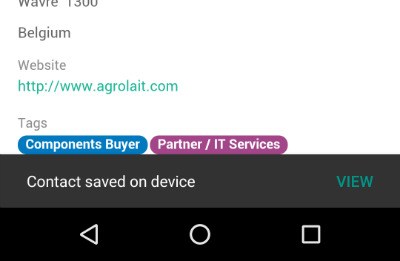 Wavre 1300
Belgium
Website
http://www.agrolait.com
Tags
Components Buyer Partner / IT Services
Contact saved on device VIEW